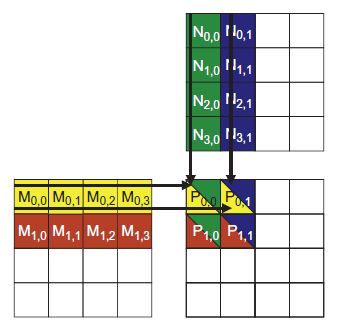 N0,0 N0,1
N1,0 N1,1
N2,0 N2,1
N3,0 N3,1
M0,0 M0,1 M0,2 M0,3
P0,0 P0,1
M1,0 M1,1 M1,2 M1,3
P1,0 P1,1